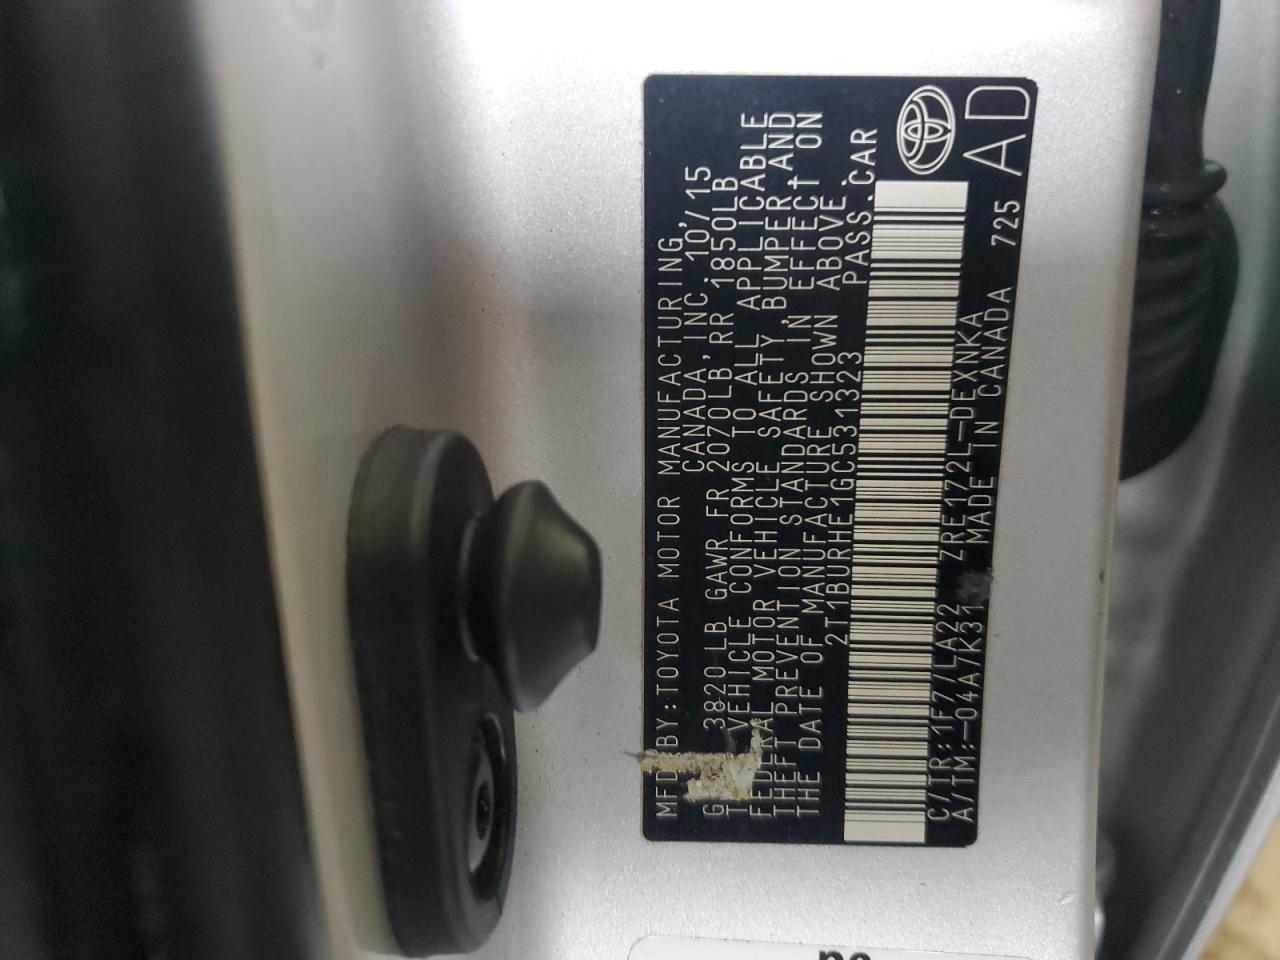 MFD BY: TOYOTA MOTOR MANUFACTURING,
CANADA, INC. 10/15
3820 LB GAWR FR 2070LB, RR 1850LB
VEHICLE CONFORMS TO ALL APPLICABLE
FEDERAL MOTOR VEHICLE SAFETY, BUMPER, AND
THEFT PREVENTION STANDARDS IN EFFECT ON
THE DATE OF MANUFACTURE SHOWN ABOVE.
2T1BURHE1GC531323 PASS. CAR
C/TR: 1F7/LA22 ZRE172L-DEXNKA
A/TM: -04A/K31 MADE IN CANADA 725
AD